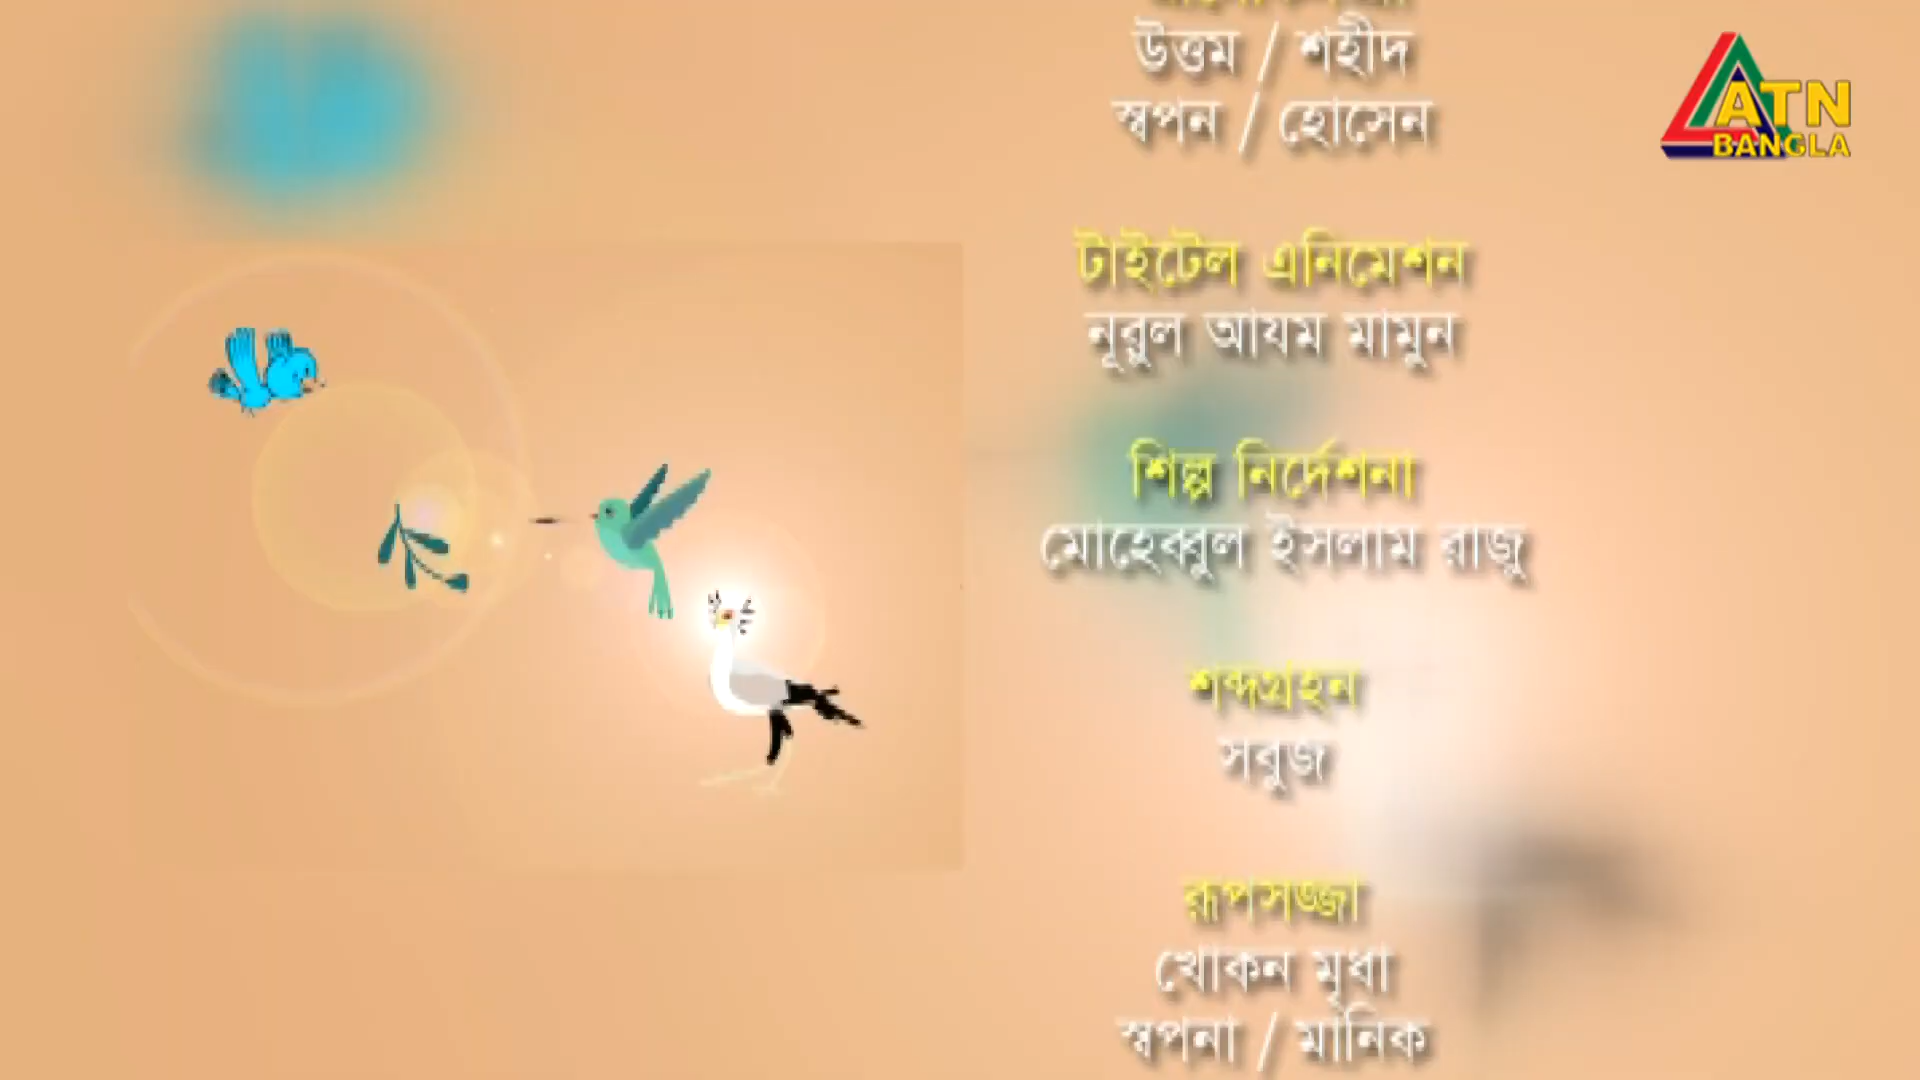 উত্তম / শহীদ
স্বপন / হোসেন
ATN
BANGLA
টাইটেল এনিমেশন
নূরুল আযম মামুন
শিল্প নির্দেশনা
মোহেব্বুল ইসলাম রাজু
শব্দগ্রহন
সবুজ
রূপসজ্জা
খোকন মৃধা
স্বপনা / মানিক